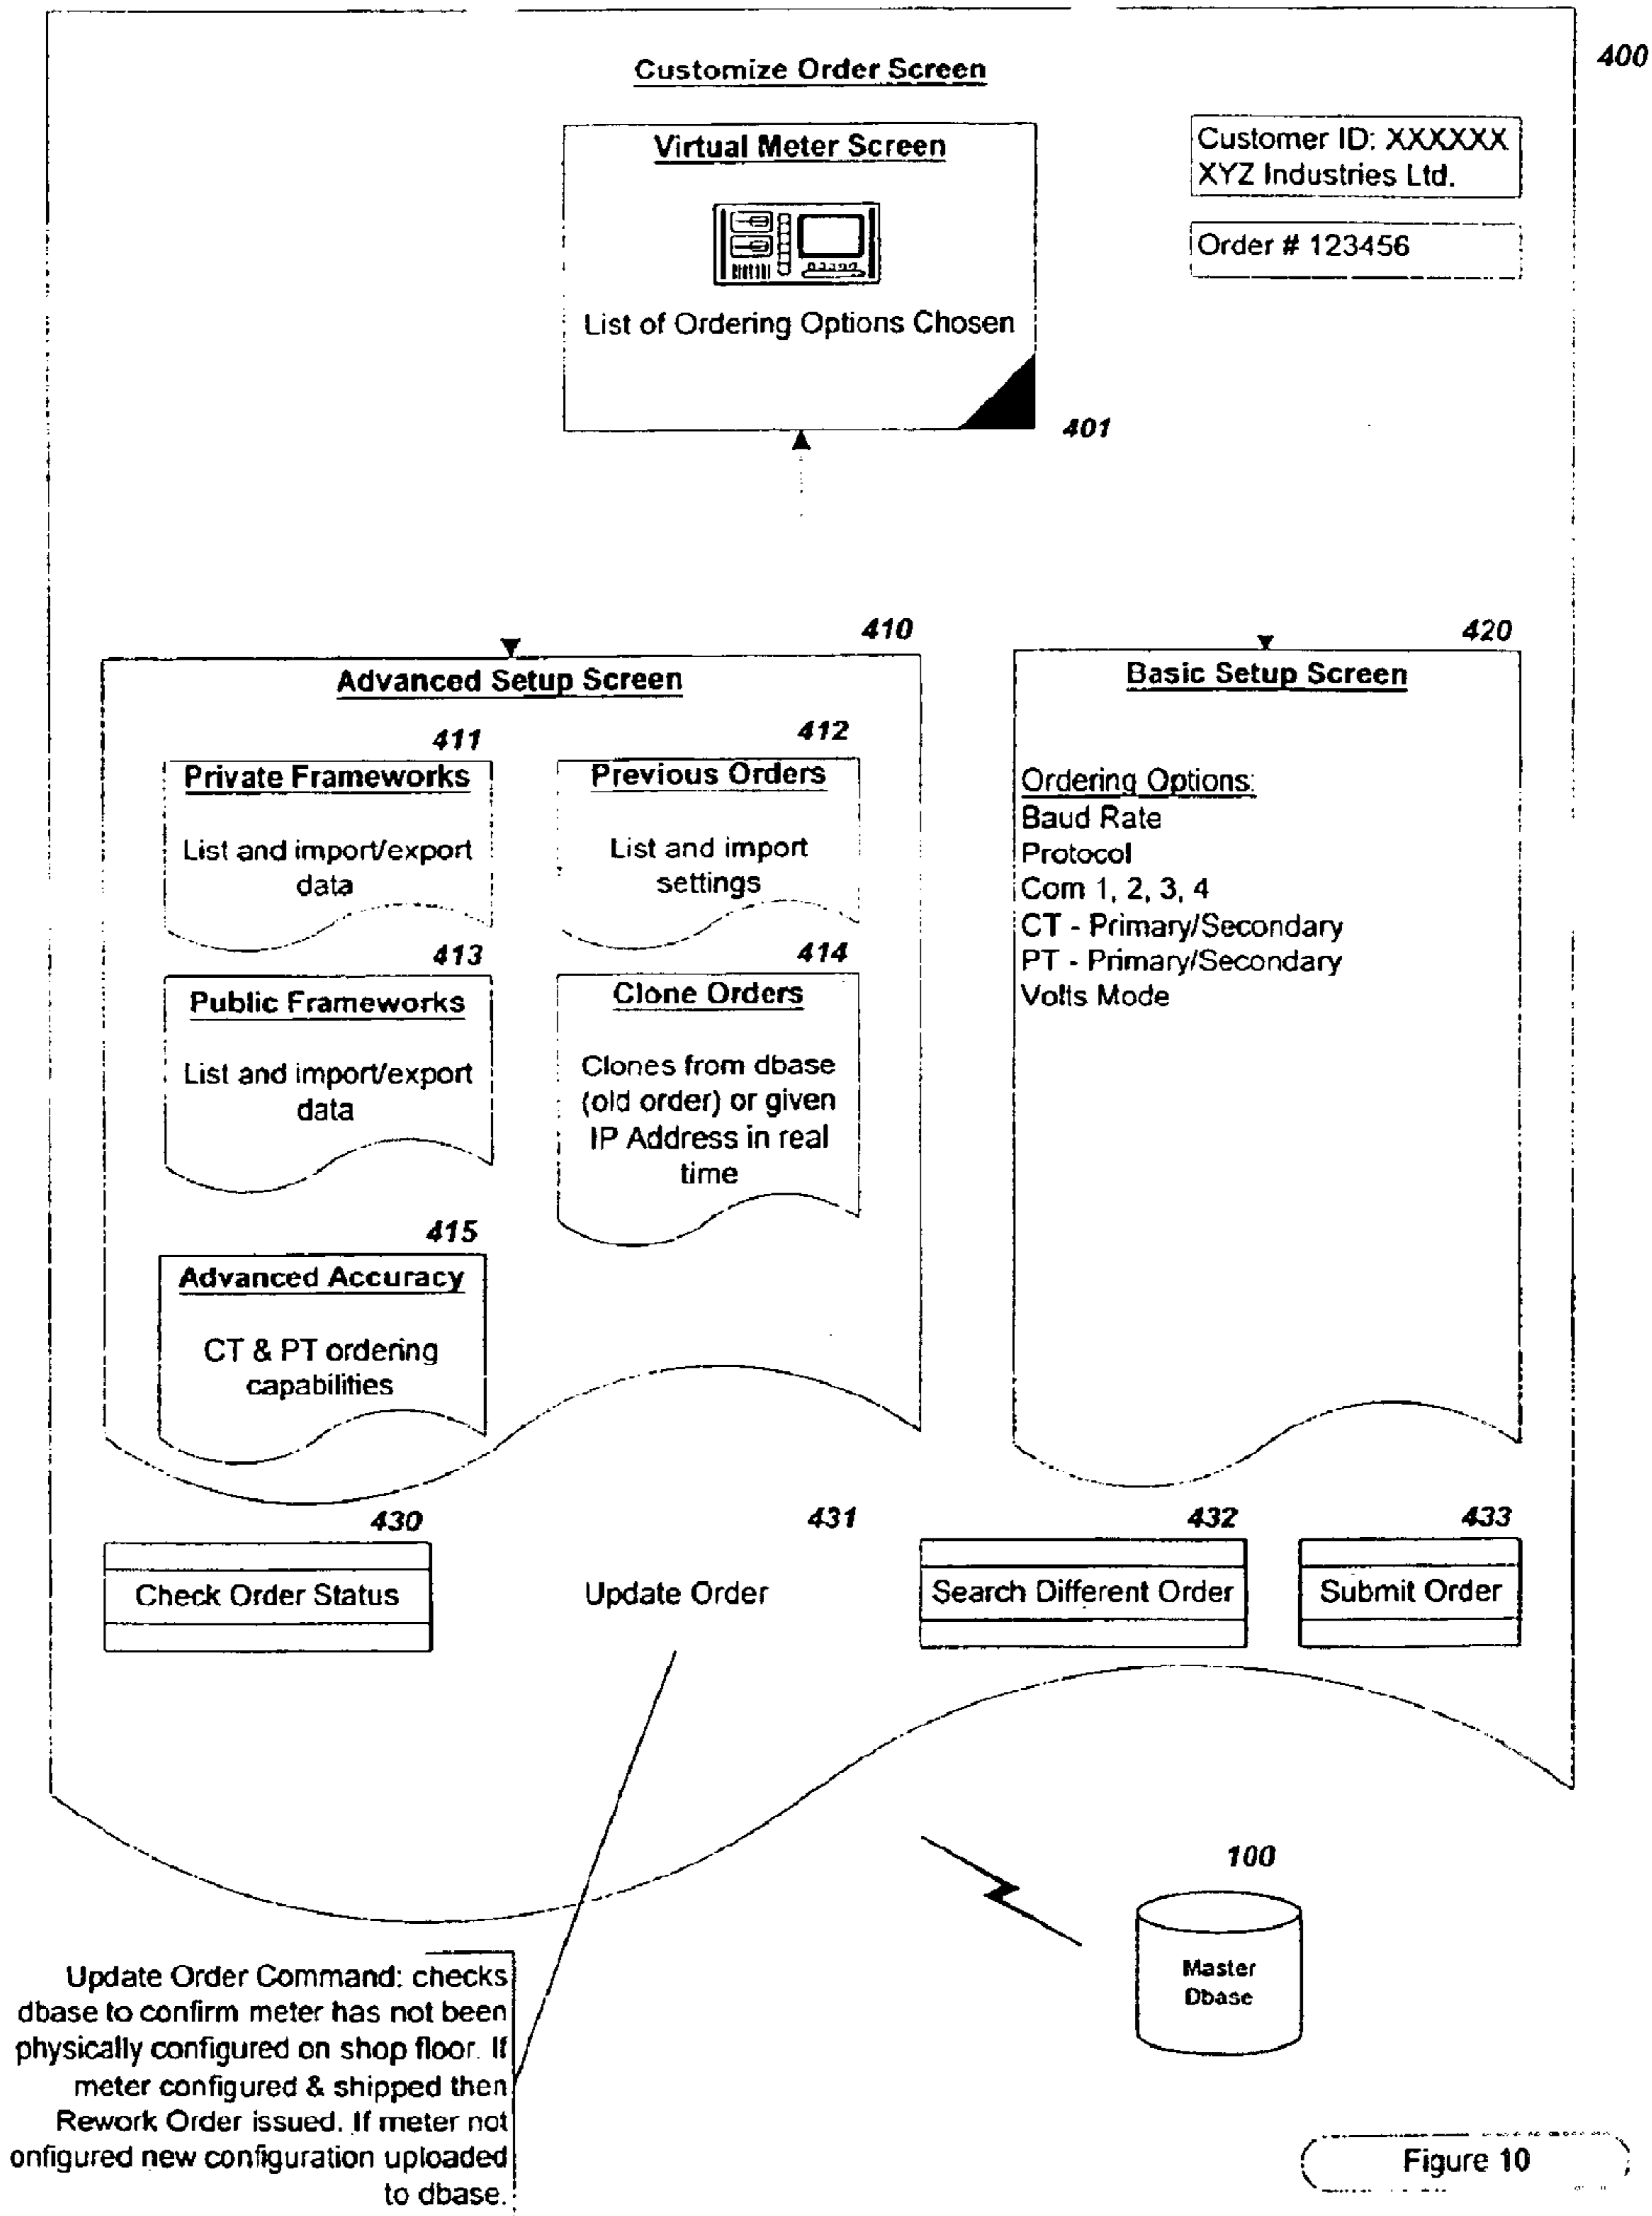 400
Customize Order Screen
Virtual Meter Screen
List of Ordering Options Chosen
401
Customer ID: XXXXXX
XYZ Industries Ltd.
Order # 123456
410
Advanced Setup Screen
411
Private Frameworks
List and import/export
data
412
Previous Orders
List and import
settings
413
Public Frameworks
List and import/export
data
414
Clone Orders
Clones from dbase
(old order) or given
IP Address in real
time
415
Advanced Accuracy
CT & PT ordering
capabilities
420
Basic Setup Screen
Ordering Options:
Baud Rate
Protocol
Com 1, 2, 3, 4
CT - Primary/Secondary
PT - Primary/Secondary
Volts Mode
430
Check Order Status
431
Update Order
432
Search Different Order
433
Submit Order
100
Master
Dbase
Update Order Command: checks
dbase to confirm meter has not been
physically configured on shop floor. If
meter configured & shipped then
Rework Order issued. If meter not
onfigured new configuration uploaded
to dbase.
Figure 10